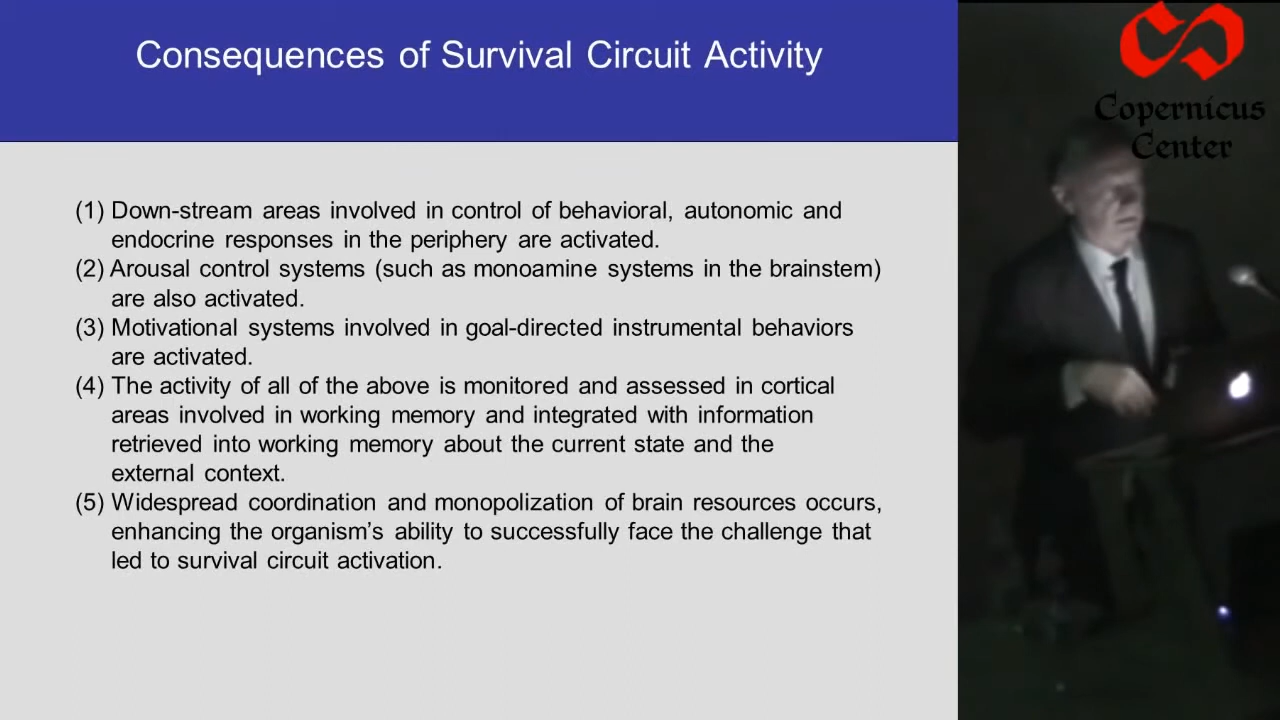 Consequences of Survival Circuit Activity
(1) Down-stream areas involved in control of behavioral, autonomic and
endocrine responses in the periphery are activated.
(2) Arousal control systems (such as monoamine systems in the brainstem)
are also activated.
(3) Motivational systems involved in goal-directed instrumental behaviors
are activated.
(4) The activity of all of the above is monitored and assessed in cortical
areas involved in working memory and integrated with information
retrieved into working memory about the current state and the
external context.
(5) Widespread coordination and monopolization of brain resources occurs,
enhancing the organism’s ability to successfully face the challenge that
led to survival circuit activation.
Copernicus
Center